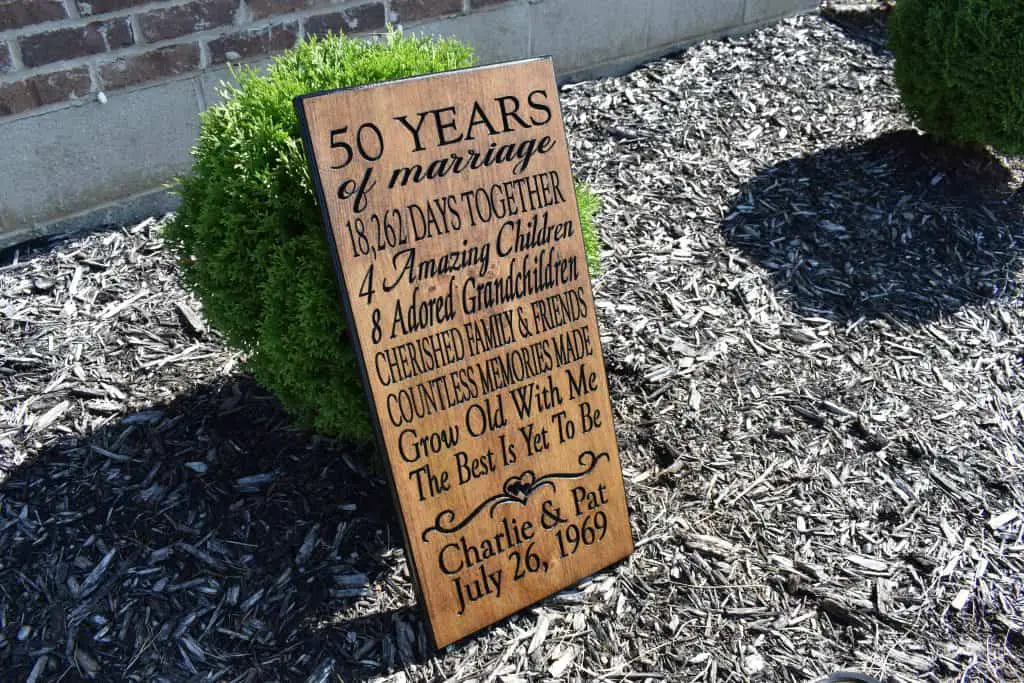 50 YEARS
of marriage
18,262 DAYS TOGETHER
4 Amazing Children
8 Adored Grandchildren
CHERISHED FAMILY & FRIENDS
COUNTLESS MEMORIES MADE
Grow Old With Me
The Best Is Yet To Be
Charlie & Pat
July 26, 1969